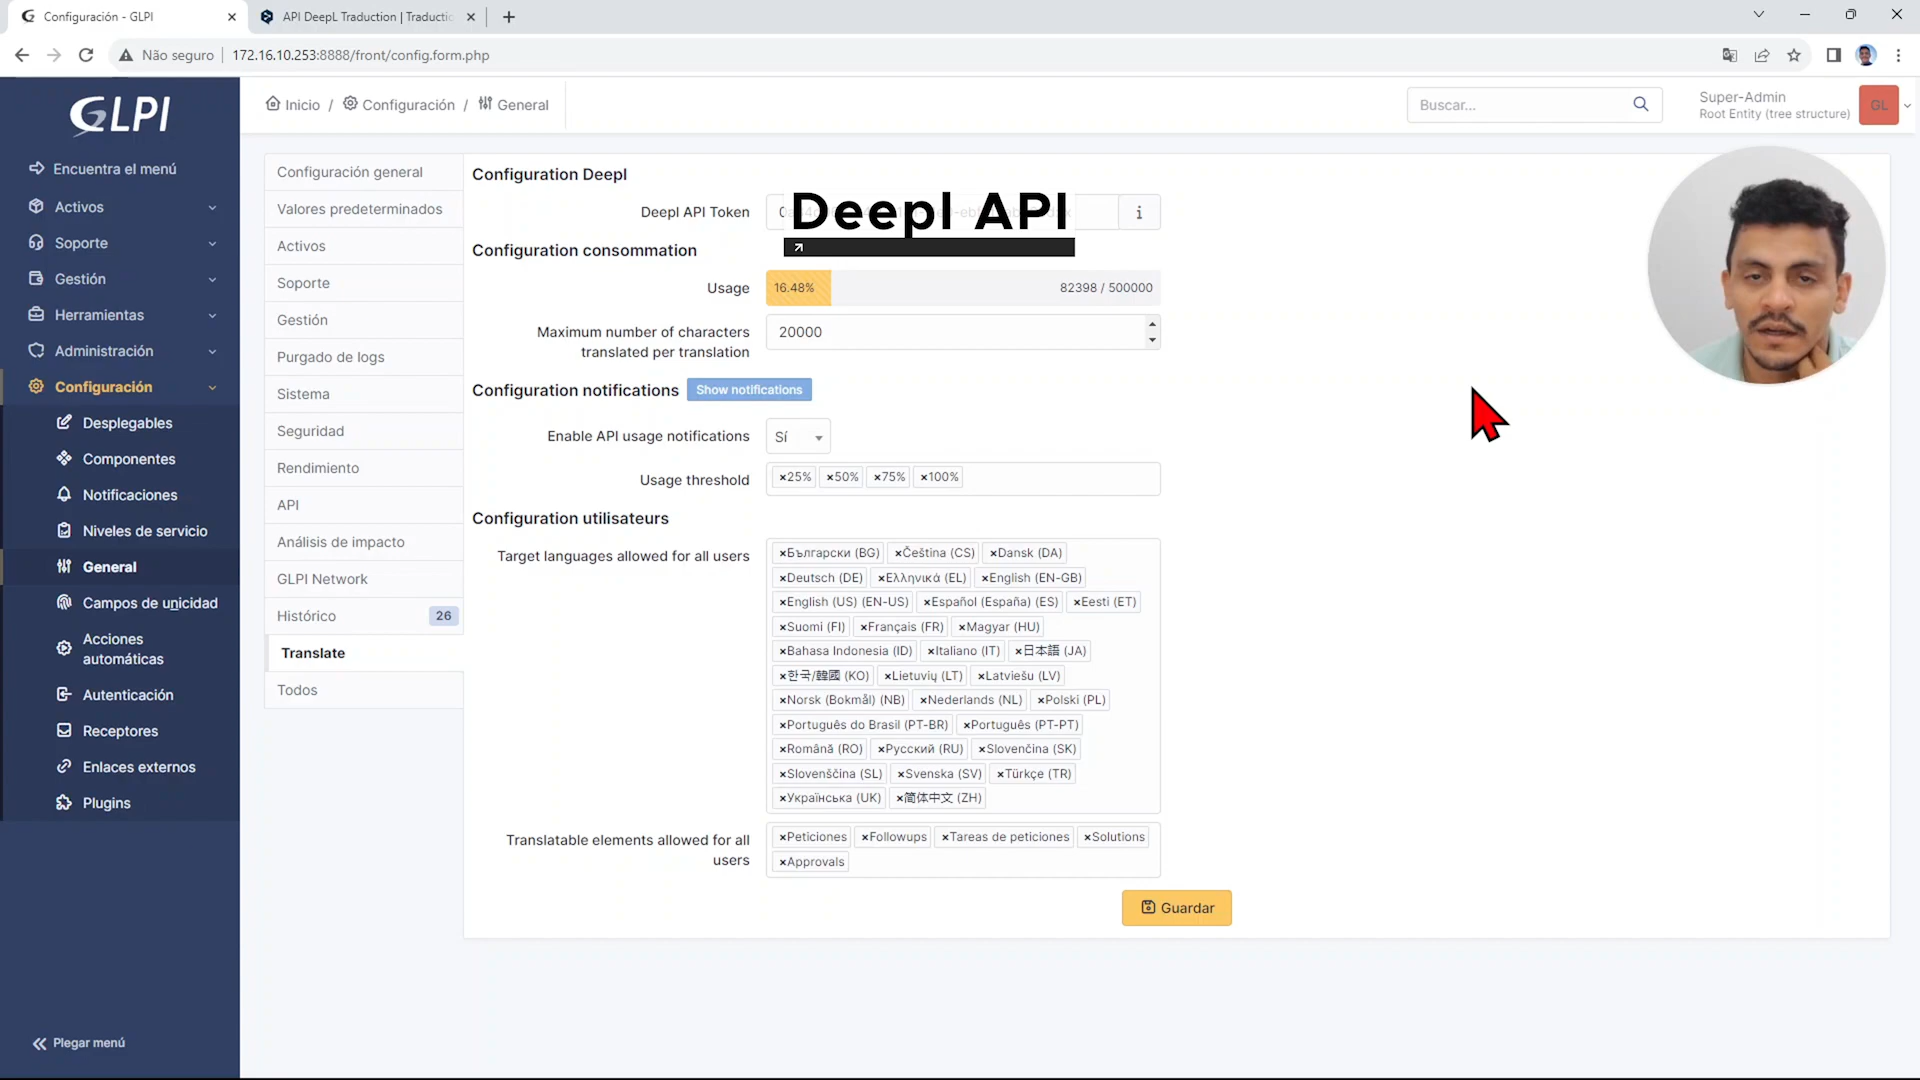 Configuración - GLPI
API DeepL Traduction | Traductic
Não seguro
172.16.10.253:8888/front/config.form.php
GLPI
Inicio / Configuración / General
Buscar...
Super-Admin
Root Entity (tree structure)
GL
Encuentra el menú
Activos
Soporte
Gestión
Herramientas
Administración
Configuración
Desplegables
Componentes
Notificaciones
Niveles de servicio
General
Campos de unicidad
Acciones
automáticas
Autenticación
Receptores
Enlaces externos
Plugins
Plegar menú
Configuración general
Valores predeterminados
Activos
Soporte
Gestión
Purgado de logs
Sistema
Seguridad
Rendimiento
API
Análisis de impacto
GLPI Network
Histórico 26
Translate
Todos
Configuration Deepl
Deepl API Token
Deepl API
Configuration consommation
Usage 16.48% 82398 / 500000
Maximum number of characters
translated per translation
20000
Configuration notifications Show notifications
Enable API usage notifications Sí
Usage threshold ×25% ×50% ×75% ×100%
Configuration utilisateurs
Target languages allowed for all users
×Български (BG) ×Čeština (CS) ×Dansk (DA)
×Deutsch (DE) ×Ελληνικά (EL) ×English (EN-GB)
×English (US) (EN-US) ×Español (España) (ES) ×Eesti (ET)
×Suomi (FI) ×Français (FR) ×Magyar (HU)
×Bahasa Indonesia (ID) ×Italiano (IT) ×日本語 (JA)
×한국/韓國 (KO) ×Lietuvių (LT) ×Latviešu (LV)
×Norsk (Bokmål) (NB) ×Nederlands (NL) ×Polski (PL)
×Português do Brasil (PT-BR) ×Português (PT-PT)
×Română (RO) ×Русский (RU) ×Slovenčina (SK)
×Slovenščina (SL) ×Svenska (SV) ×Türkçe (TR)
×Українська (UK) ×简体中文 (ZH)
Translatable elements allowed for all
users
×Peticiones ×Followups ×Tareas de peticiones ×Solutions
×Approvals
Guardar